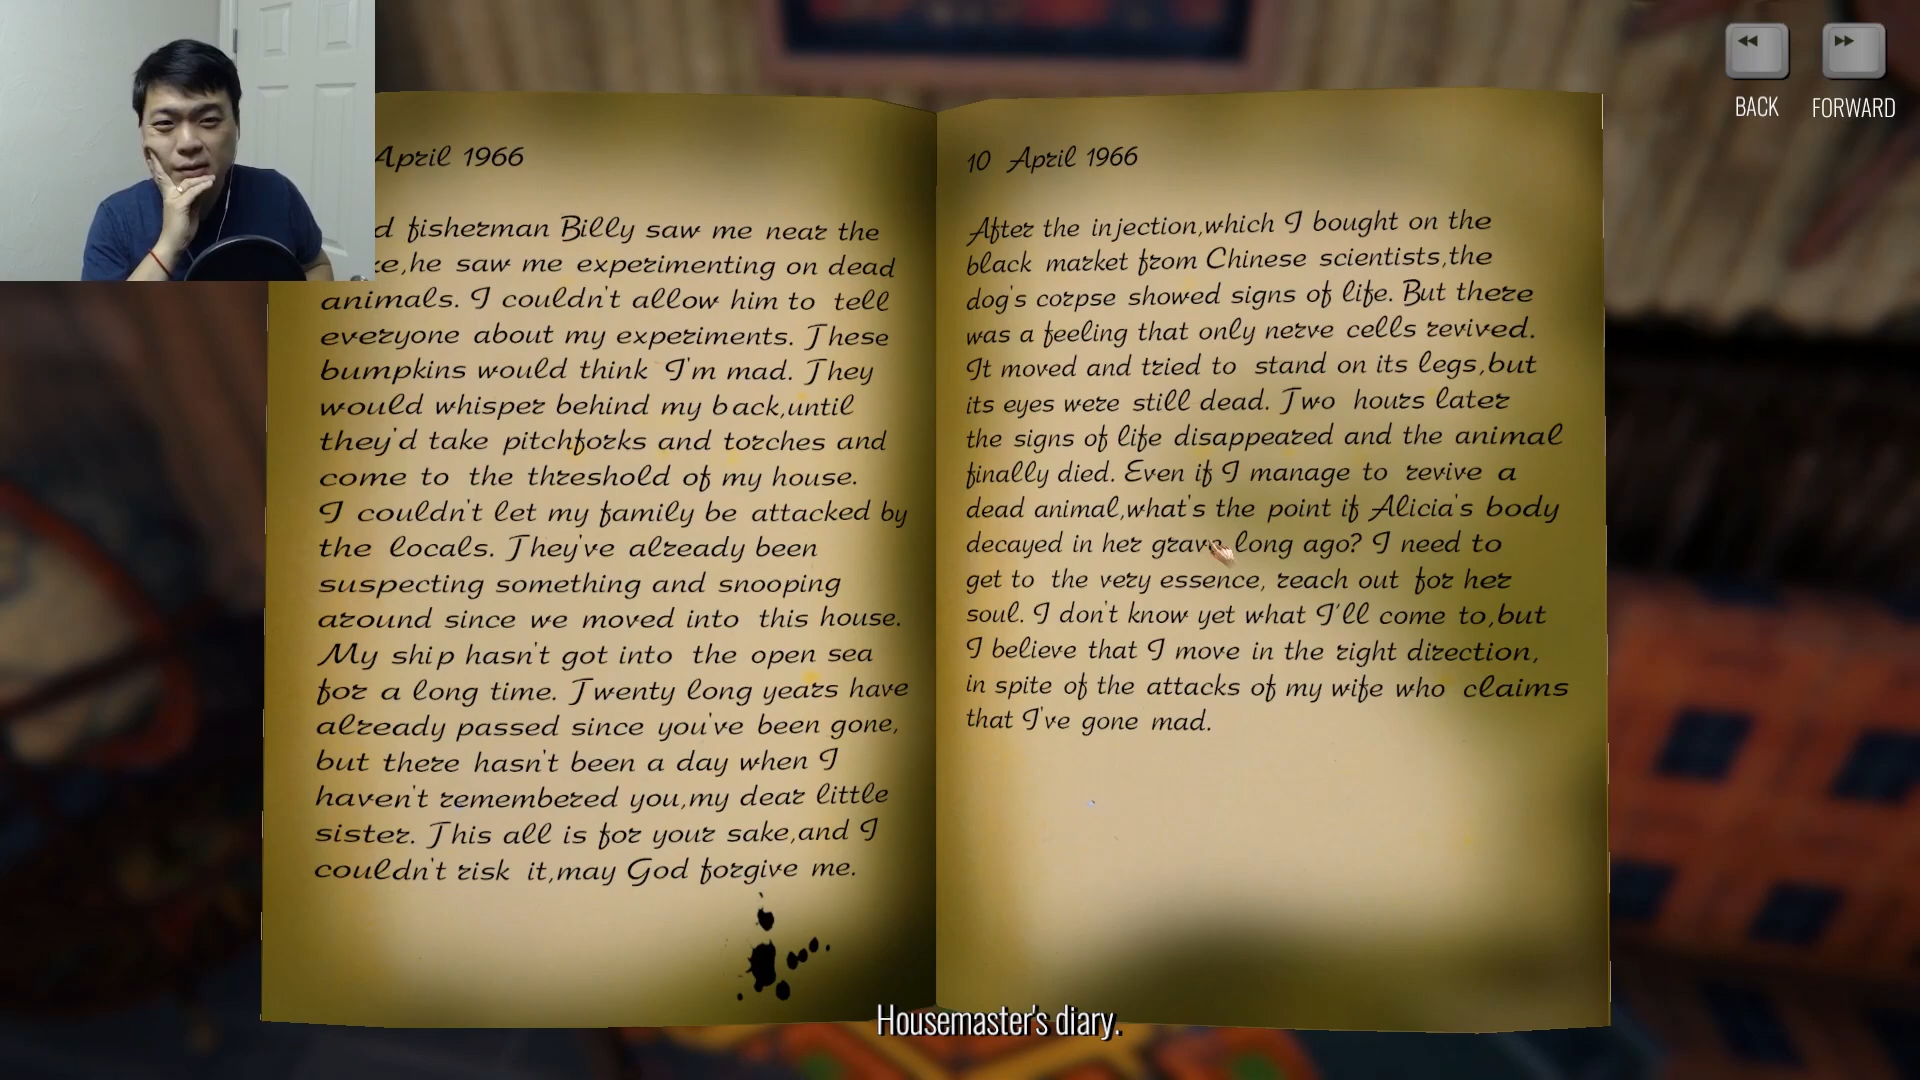 BACK FORWARD
April 1966
fisherman Billy saw me near the
he saw me experimenting on dead
animals. I couldn't allow him to tell
everyone about my experiments. These
bumpkins would think I'm mad. They
would whisper behind my back,until
they'd take pitchforks and torches and
come to the threshold of my house.
I couldn't let my family be attacked by
the locals. They've already been
suspecting something and snooping
around since we moved into this house.
My ship hasn't got into the open sea
for a long time. Twenty long years have
already passed since you've been gone,
but there hasn't been a day when I
haven't remembered you,my dear little
sister. This all is for your sake,and I
couldn't risk it,may God forgive me.
10 April 1966
After the injection,which I bought on the
black market from Chinese scientists,the
dog's corpse showed signs of life. But there
was a feeling that only nerve cells revived.
It moved and tried to stand on its legs,but
its eyes were still dead. Two hours later
the signs of life disappeared and the animal
finally died. Even if I manage to revive a
dead animal,what's the point if Alicia's body
decayed in her grave long ago? I need to
get to the very essence, reach out for her
soul. I don't know yet what I'll come to,but
I believe that I move in the right direction,
in spite of the attacks of my wife who claims
that I've gone mad.
Housemaster's diary.